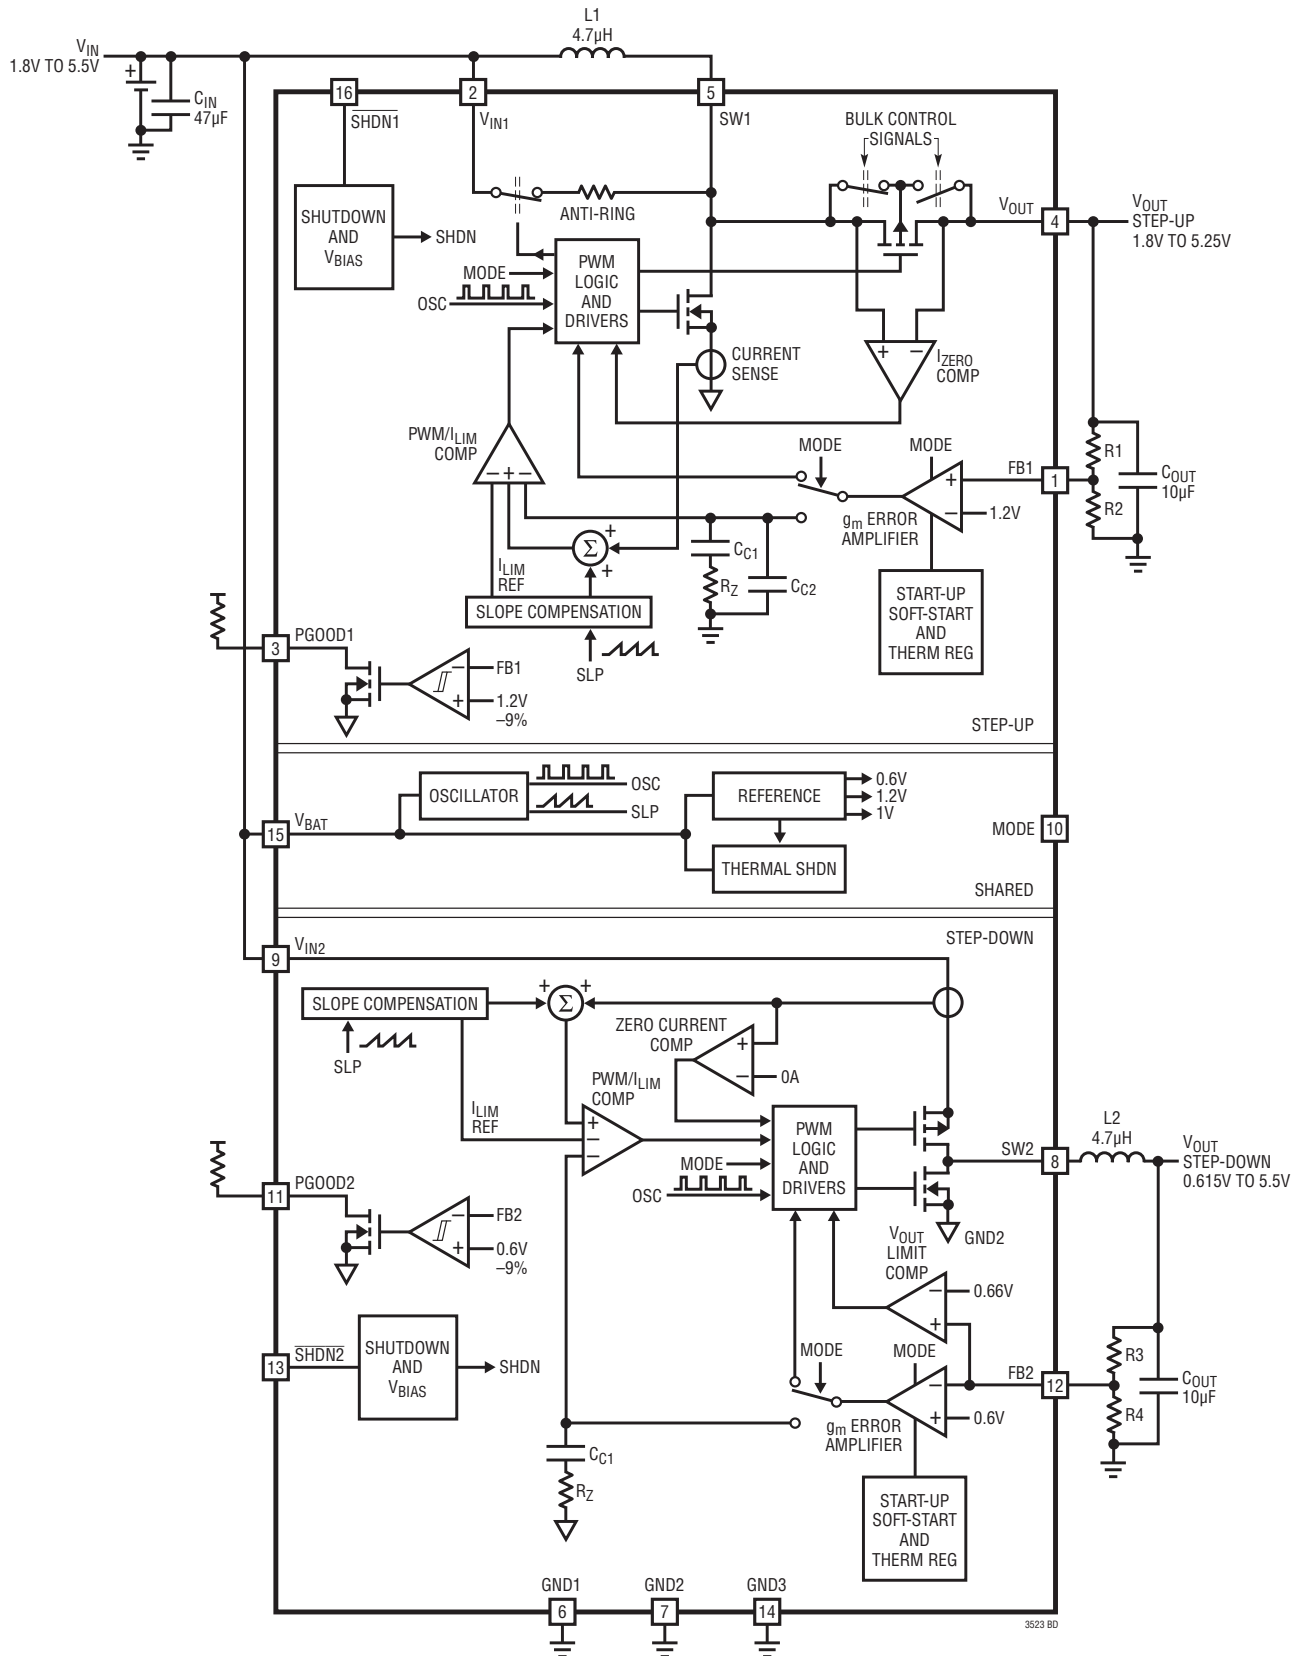 L1
4.7µH
VIN
1.8V TO 5.5V
+
CIN
47µF
16
2
5
SHDN1
VIN1
SW1
BULK CONTROL
SIGNALS
ANTI-RING
VOUT
4
VOUT
STEP-UP
1.8V TO 5.25V
SHUTDOWN
AND
VBIAS
SHDN
MODE
OSC
PWM
LOGIC
AND
DRIVERS
CURRENT
SENSE
+ –
IZERO
COMP
PWM/ILIM
COMP
– + –
MODE
MODE
FB1
1
R1
R2
COUT
10µF
+
–
1.2V
gm ERROR
AMPLIFIER
Σ
+
+
ILIM
REF
CC1
RZ
CC2
SLOPE COMPENSATION
SLP
START-UP
SOFT-START
AND
THERM REG
3
PGOOD1
–
FB1
+
1.2V
–9%
STEP-UP
OSCILLATOR
OSC
SLP
REFERENCE
0.6V
1.2V
1V
15
VBAT
MODE
10
THERMAL SHDN
SHARED
STEP-DOWN
9
VIN2
SLOPE COMPENSATION
+
Σ
+
SLP
ZERO CURRENT
COMP
+
–
0A
PWM/ILIM
COMP
ILIM
REF
+
–
–
MODE
OSC
PWM
LOGIC
AND
DRIVERS
SW2
8
L2
4.7µH
VOUT
STEP-DOWN
0.615V TO 5.5V
GND2
11
PGOOD2
–
FB2
+
0.6V
–9%
VOUT
LIMIT
COMP
–
0.66V
+
13
SHDN2
SHUTDOWN
AND
VBIAS
SHDN
MODE
MODE
FB2
12
R3
R4
COUT
10µF
–
+
0.6V
gm ERROR
AMPLIFIER
CC1
RZ
START-UP
SOFT-START
AND
THERM REG
GND1
6
GND2
7
GND3
14
3523 BD